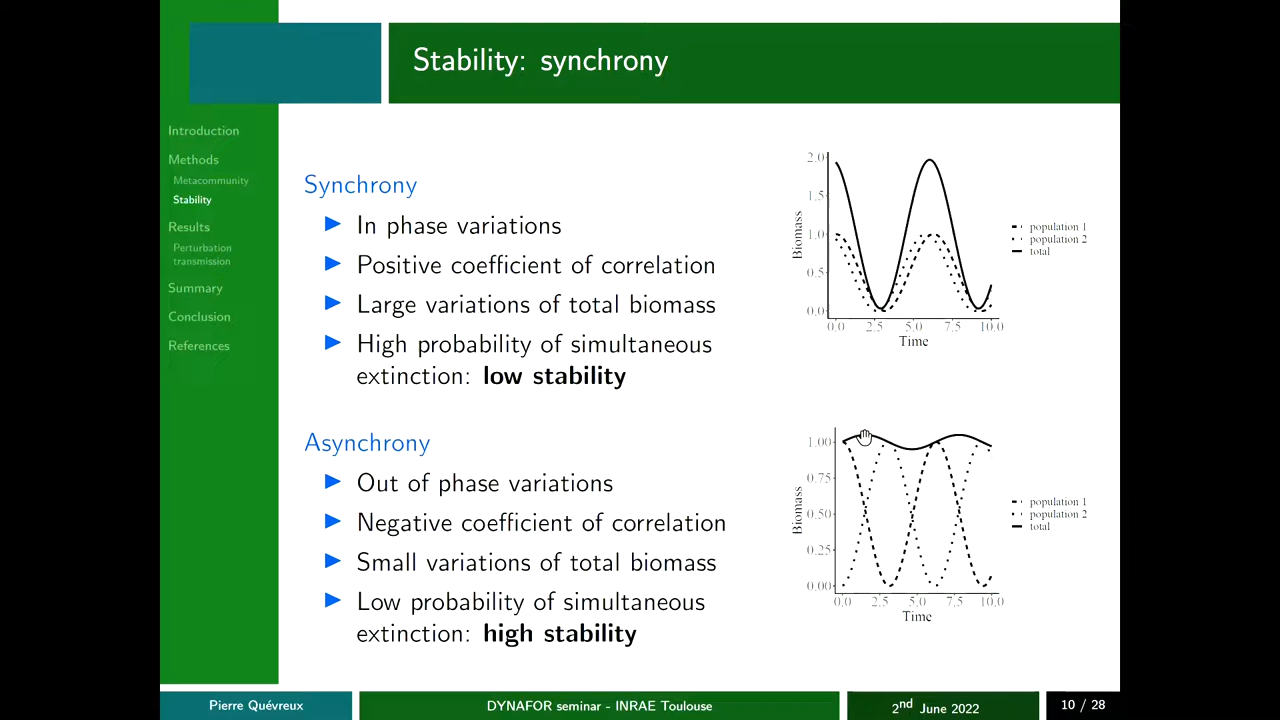 Stability: synchrony
Introduction
Methods
Metacommunity
Stability
Results
Perturbation
transmission
Summary
Conclusion
References
Synchrony
In phase variations
Positive coefficient of correlation
Large variations of total biomass
High probability of simultaneous
extinction: low stability
2.0
1.5
1.0
0.5
0.0
Biomass
0.0 2.5 5.0 7.5 10.0
Time
population 1
population 2
total
Asynchrony
Out of phase variations
Negative coefficient of correlation
Small variations of total biomass
Low probability of simultaneous
extinction: high stability
1.00
0.75
0.50
0.25
0.00
Biomass
0.0 2.5 5.0 7.5 10.0
Time
population 1
population 2
total
Pierre Quévreux
DYNAFOR seminar - INRAE Toulouse
2nd June 2022
10 / 28